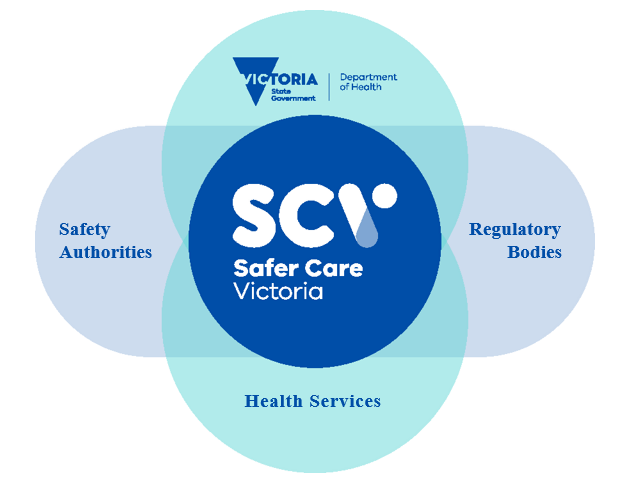 VICTORIA
State
Government
Department
of Health
Safety
Authorities
SCV
Safer Care
Victoria
Regulatory
Bodies
Health Services